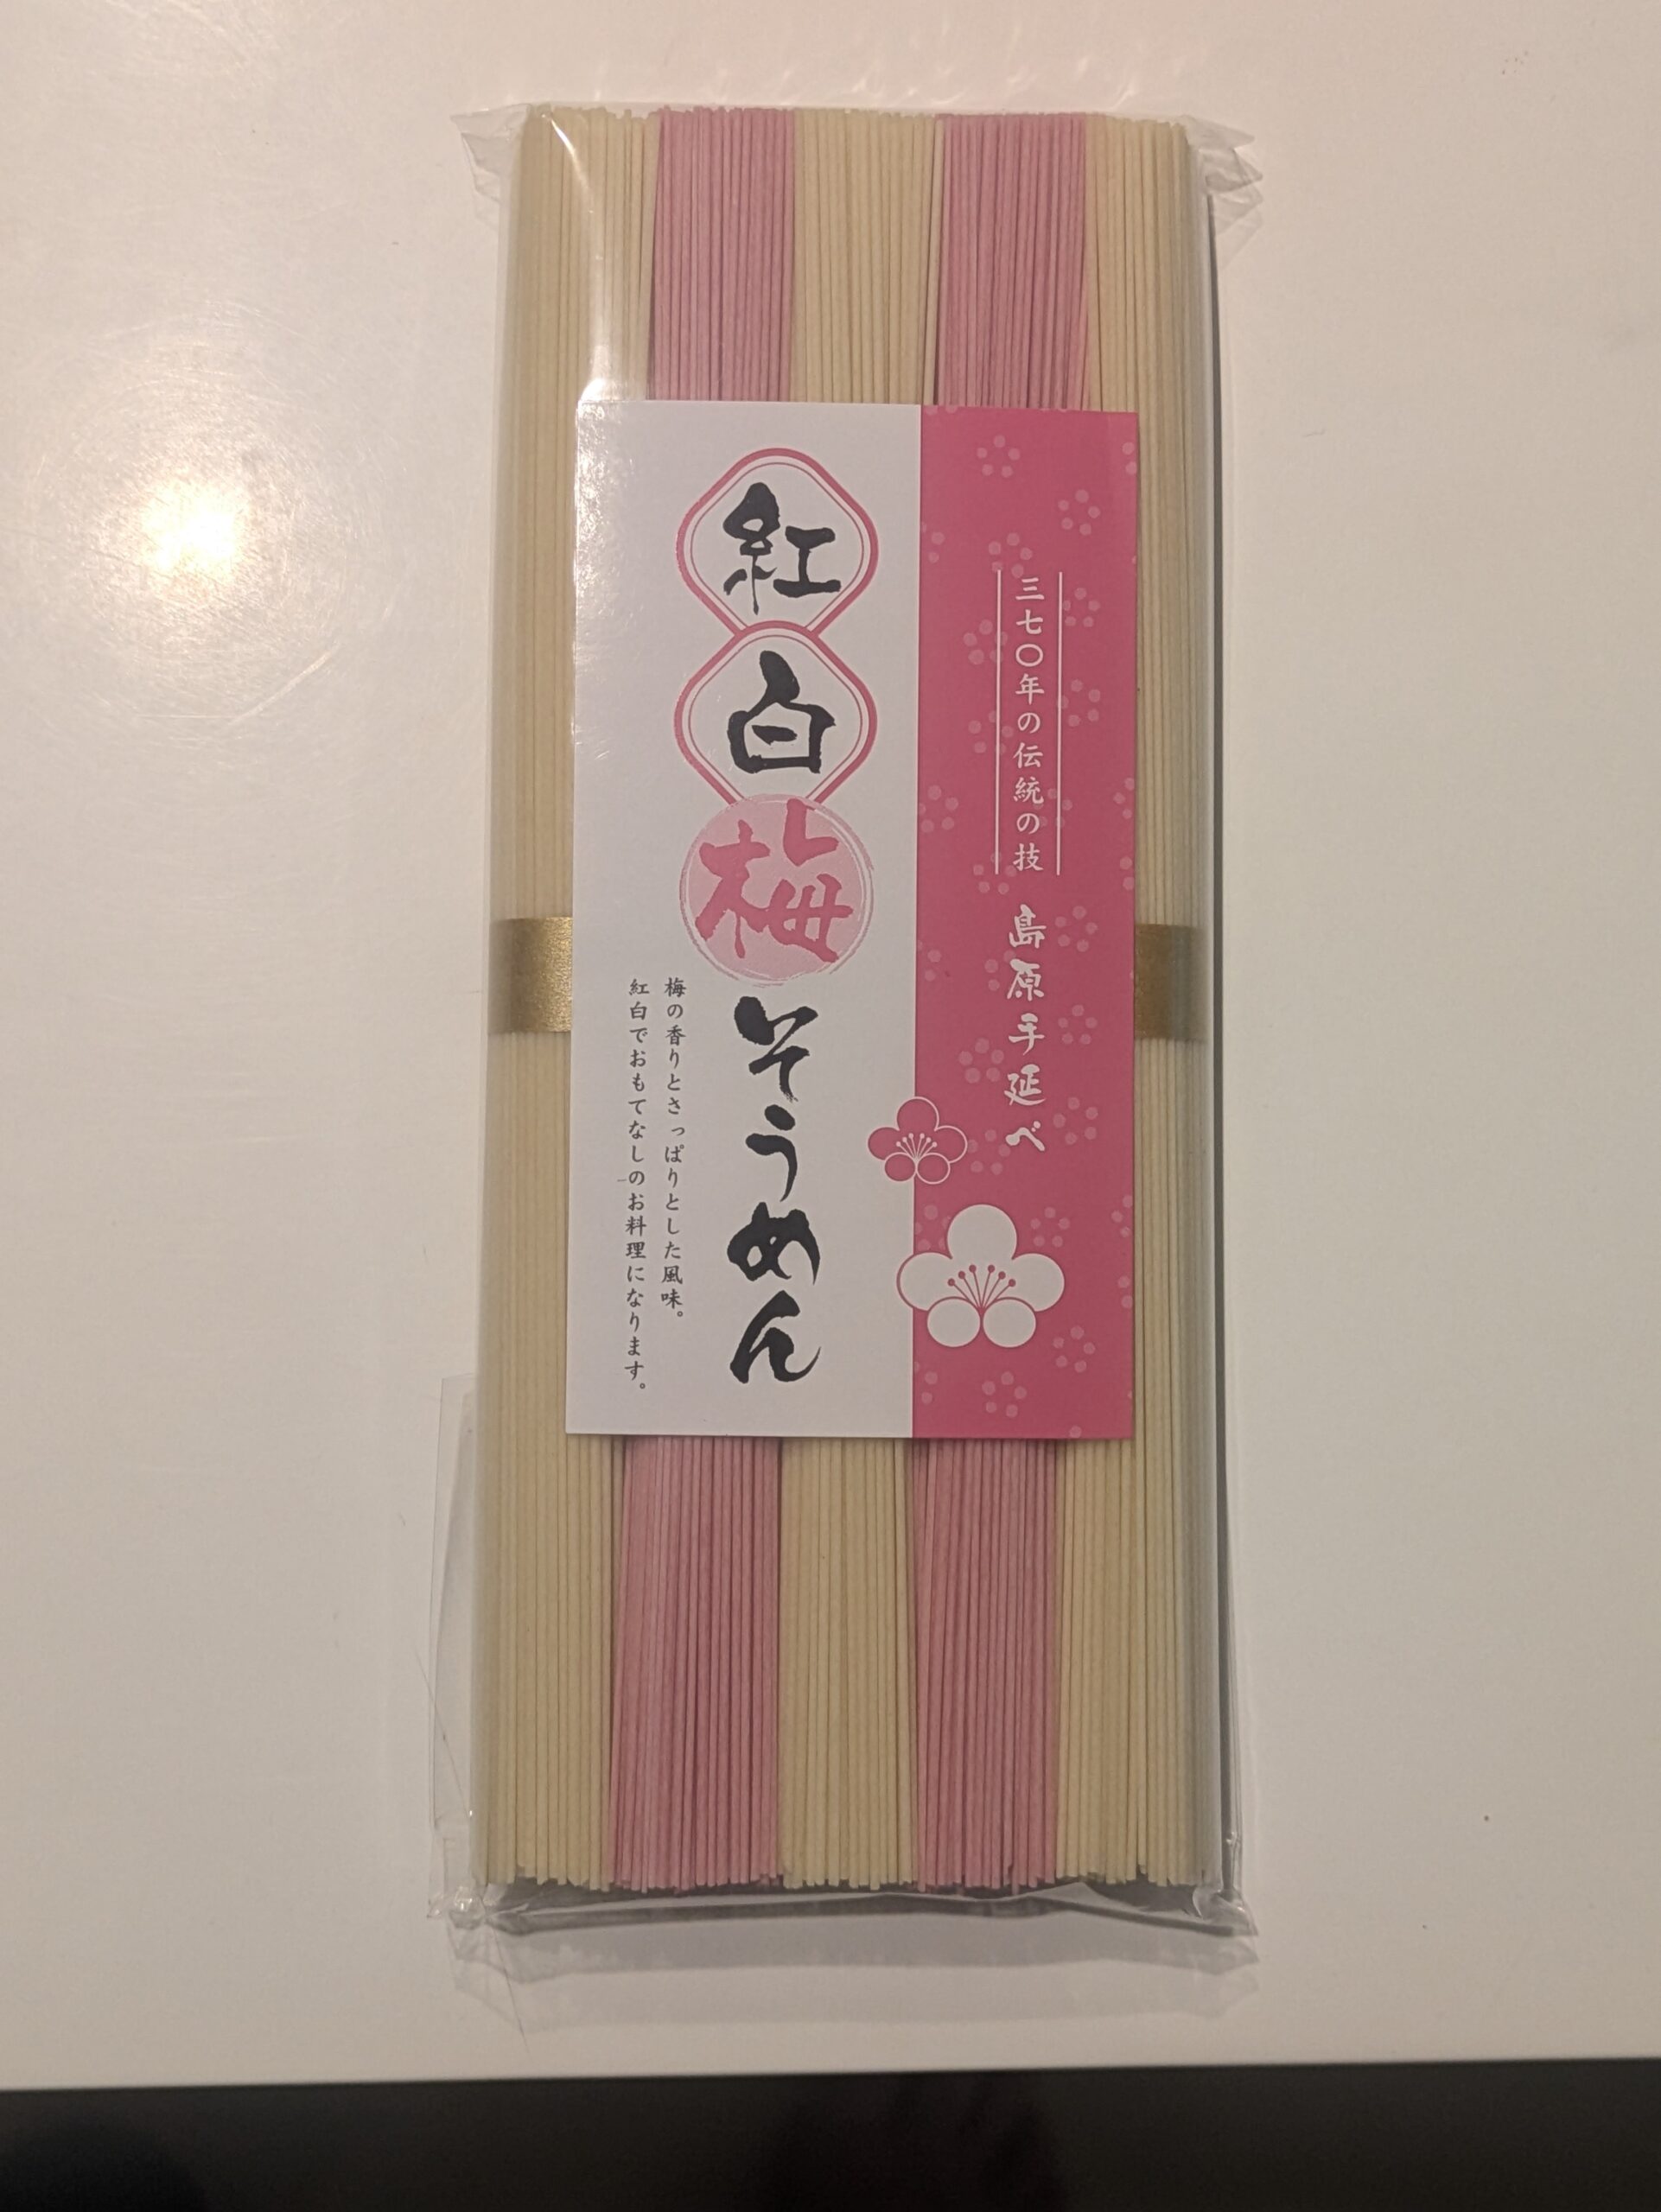 三七〇年の伝統の技
島原手延べ
紅白梅そうめん
梅の香りとさっぱりとした風味。
紅白でおもてなしのお料理になります。